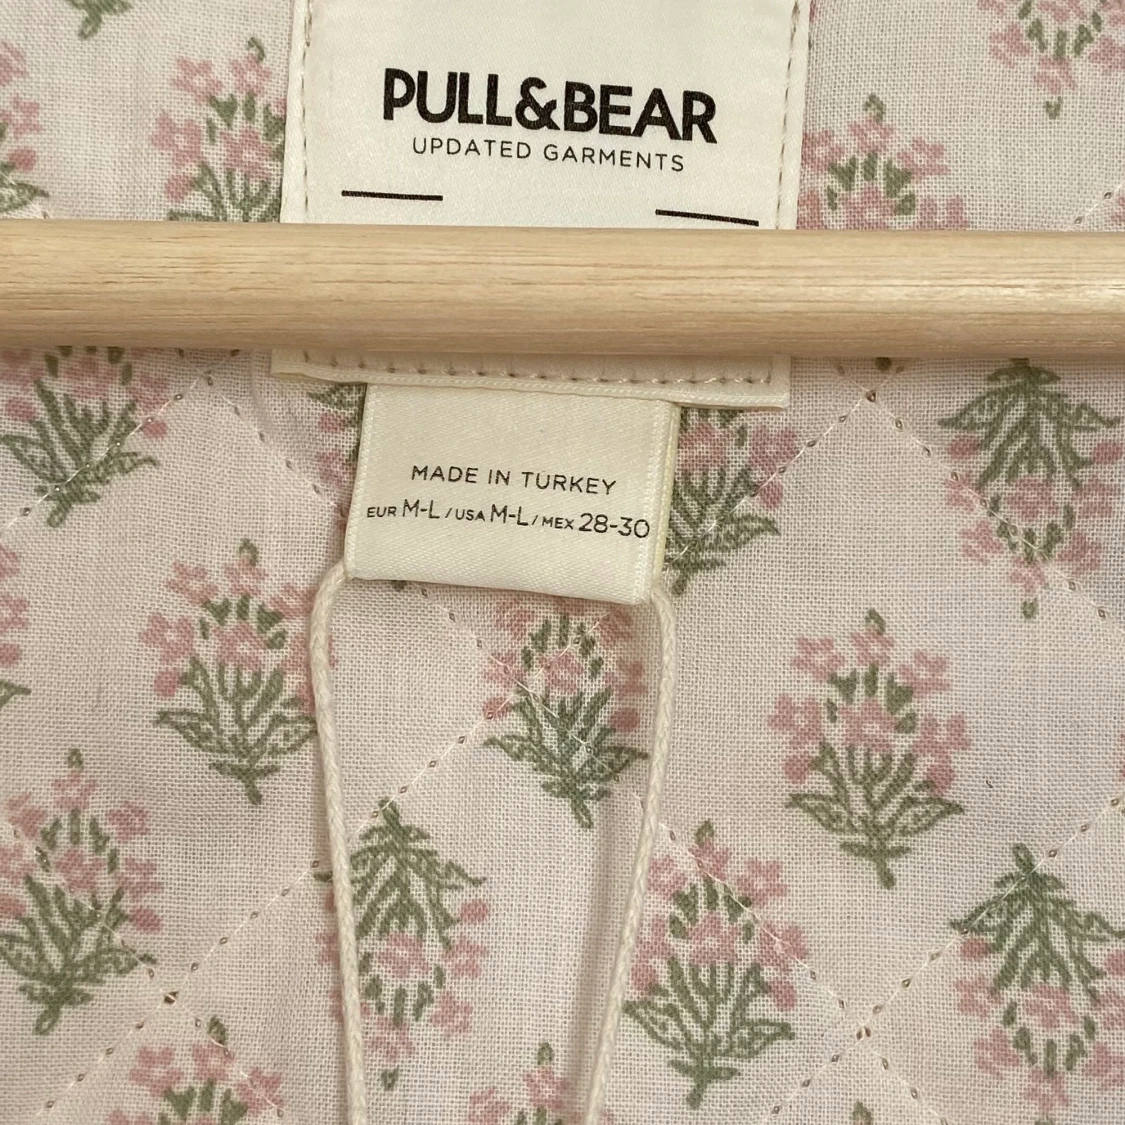 PULL&BEAR
UPDATED GARMENTS
MADE IN TURKEY
EUR M-L / USA M-L / MEX 28-30